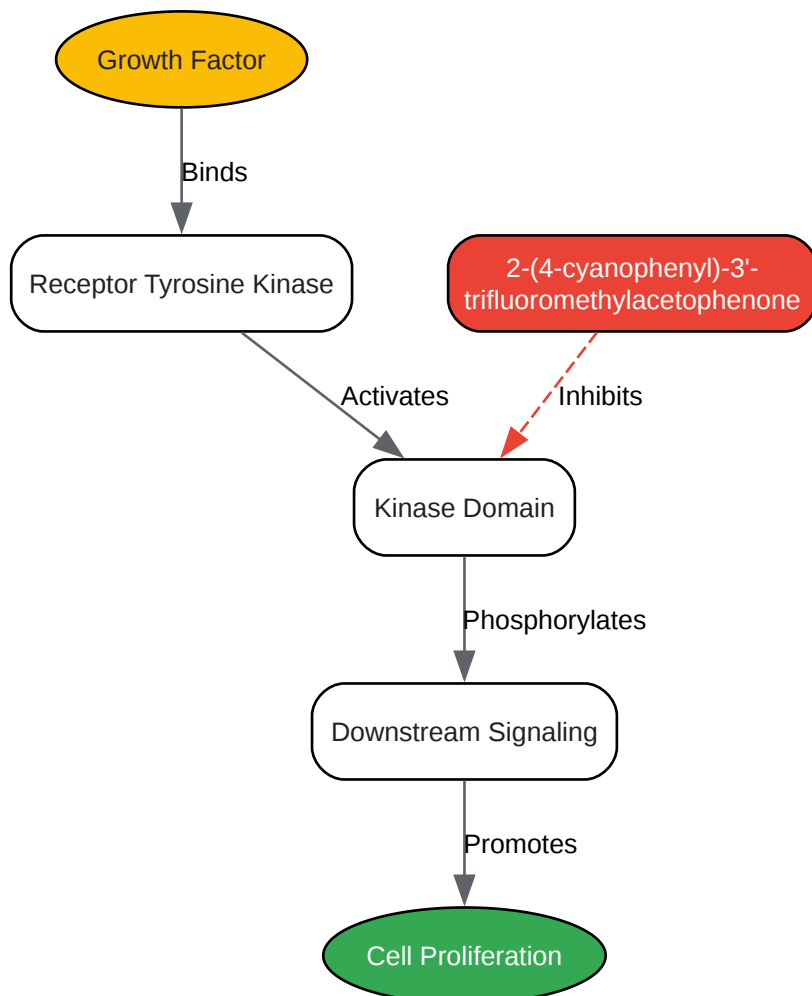 Growth Factor
Binds
Receptor Tyrosine Kinase
2-(4-cyanophenyl)-3'-
trifluoromethylacetophenone
Activates
Inhibits
Kinase Domain
Phosphorylates
Downstream Signaling
Promotes
Cell Proliferation